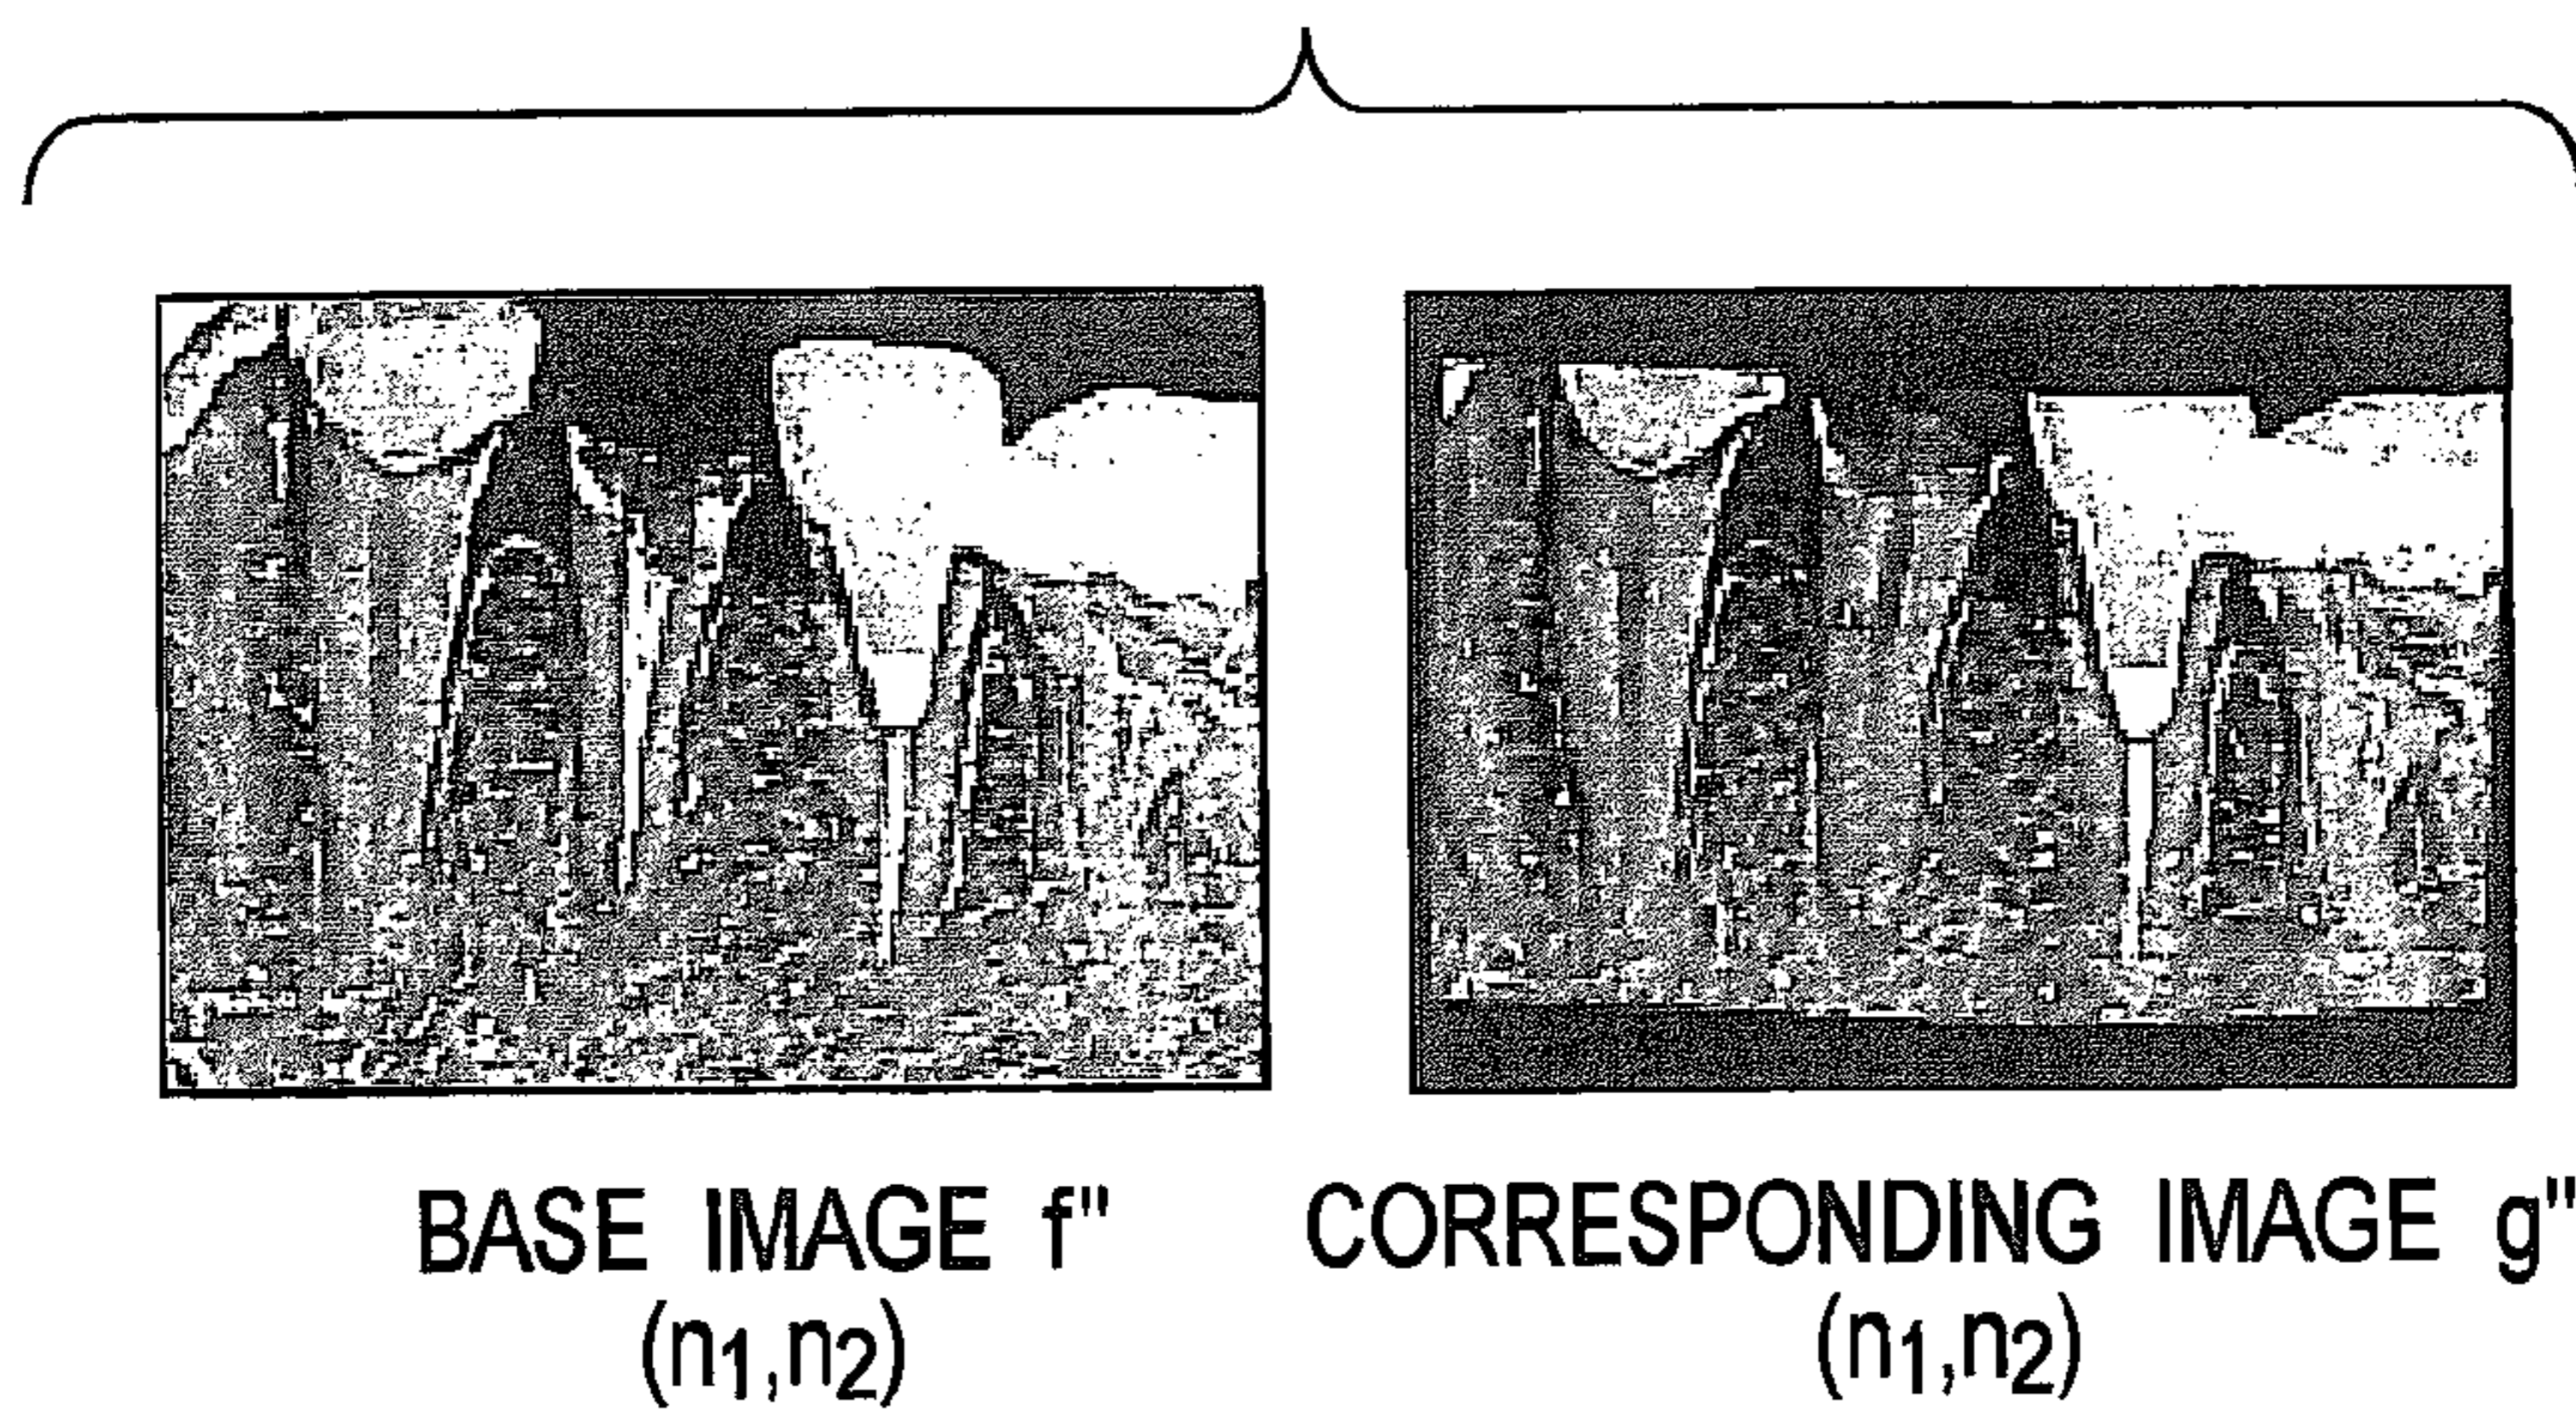 BASE IMAGE f"
(n1,n2)
CORRESPONDING IMAGE g"
(n1,n2)